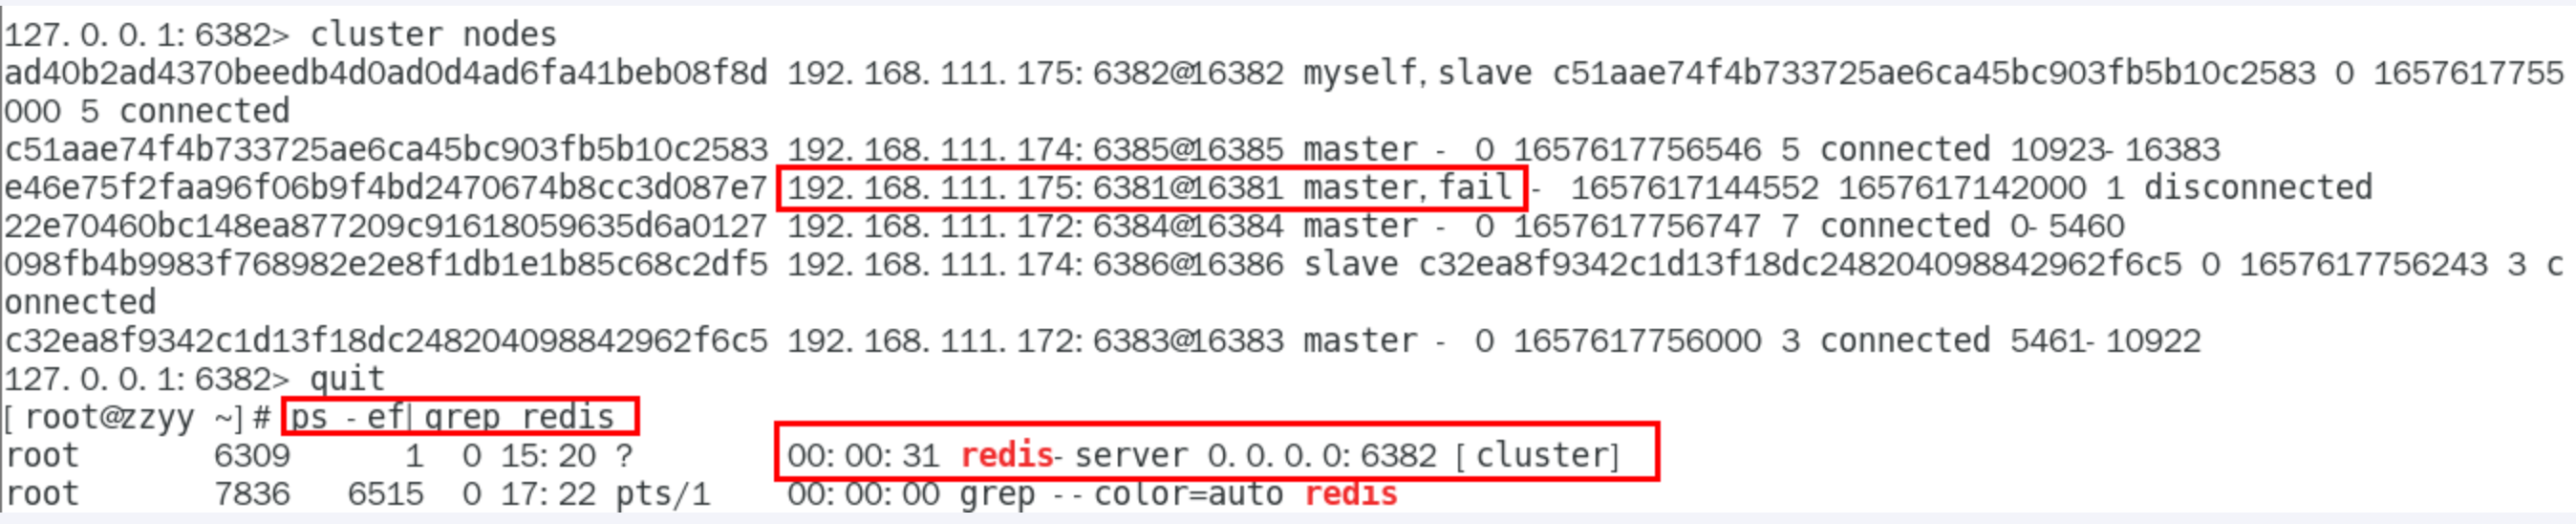 127.0.0.1:6382> cluster nodes
ad40b2ad4370beedb4d0ad0d4ad6fa41beb08f8d 192.168.111.175:6382@16382 myself,slave c51aae74f4b733725ae6ca45bc903fb5b10c2583 0 1657617755
000 5 connected
c51aae74f4b733725ae6ca45bc903fb5b10c2583 192.168.111.174:6385@16385 master - 0 1657617756546 5 connected 10923-16383
e46e75f2faa96f06b9f4bd2470674b8cc3d087e7 192.168.111.175:6381@16381 master,fail - 1657617144552 1657617142000 1 disconnected
22e70460bc148ea877209c91618059635d6a0127 192.168.111.172:6384@16384 master - 0 1657617756747 7 connected 0-5460
098fb4b9983f768982e2e8f1db1e1b85c68c2df5 192.168.111.174:6386@16386 slave c32ea8f9342c1d13f18dc248204098842962f6c5 0 1657617756243 3 c
onnected
c32ea8f9342c1d13f18dc248204098842962f6c5 192.168.111.172:6383@16383 master - 0 1657617756000 3 connected 5461-10922
127.0.0.1:6382> quit
[root@zzyy ~]# ps -ef|grep redis
root 6309 1 0 15:20 ? 00:00:31 redis-server 0.0.0.0:6382 [cluster]
root 7836 6515 0 17:22 pts/1 00:00:00 grep --color=auto redis